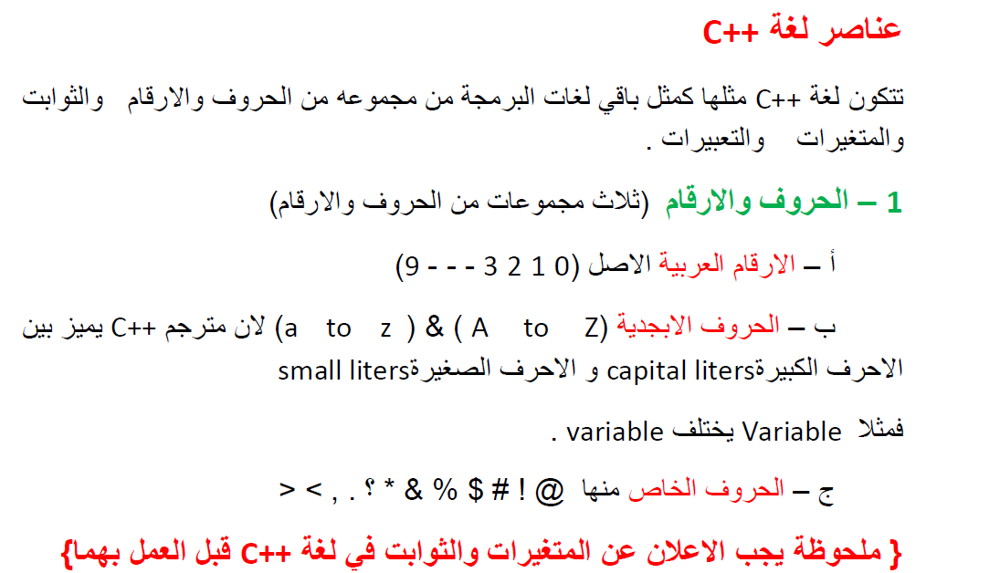 عناصر لغة C++
تتكون لغة C++ مثلها كمثل باقي لغات البرمجة من مجموعه من الحروف والارقام والثوابت
والمتغيرات والتعبيرات .
1 – الحروف والارقام (ثلاث مجموعات من الحروف والارقام)
أ – الارقام العربية الاصل (0 1 2 3 - - - 9)
ب – الحروف الابجدية (a to z ) & ( A to Z) لان مترجم C++ يميز بين
الاحرف الكبيرةcapital liters و الاحرف الصغيرةsmall liters
فمثلا Variable يختلف variable .
ج – الحروف الخاص منها @ ! # $ % & * ؟ . , < >
{ ملحوظة يجب الاعلان عن المتغيرات والثوابت في لغة C++ قبل العمل بهما}